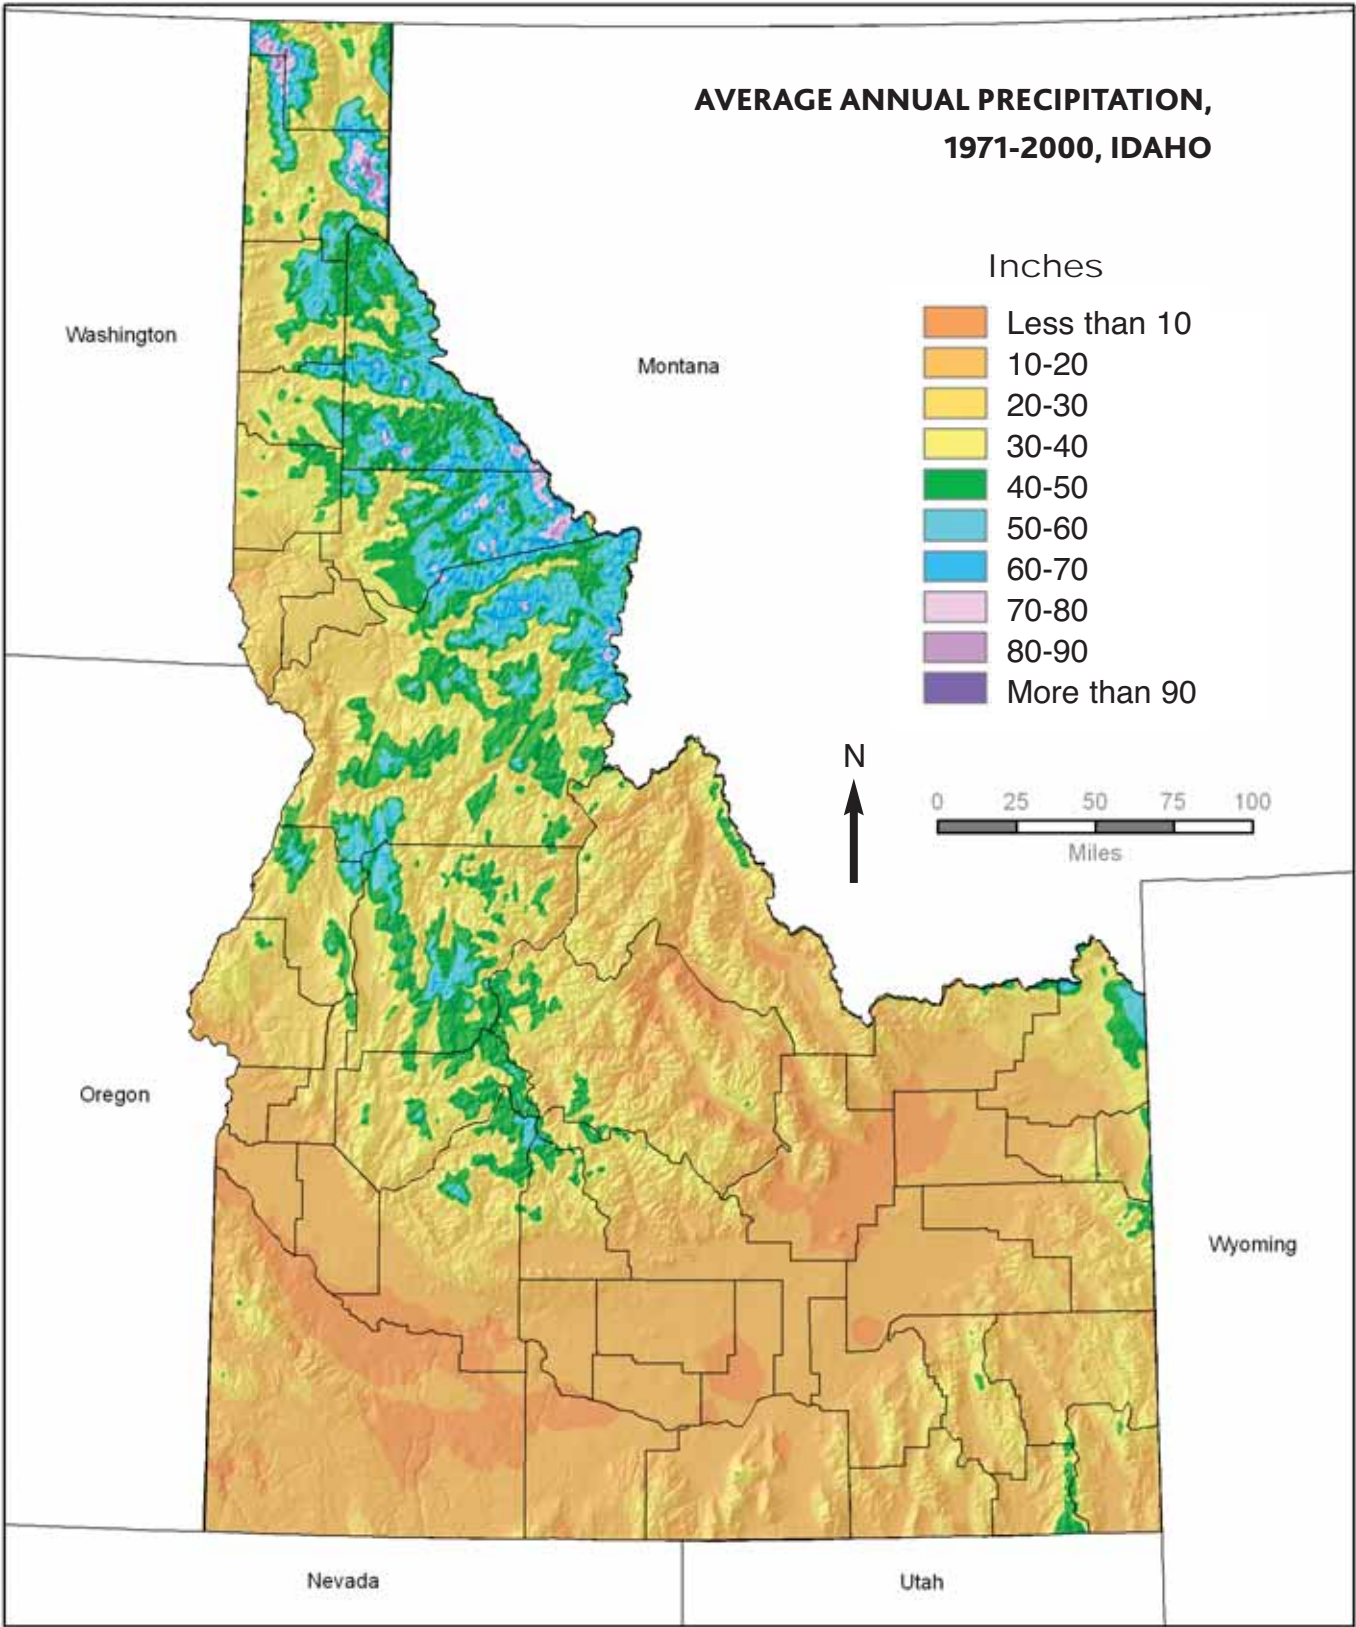 AVERAGE ANNUAL PRECIPITATION,
1971-2000, IDAHO
Inches
Less than 10
10-20
20-30
30-40
40-50
50-60
60-70
70-80
80-90
More than 90
Washington
Montana
N
0 25 50 75 100
Miles
Oregon
Wyoming
Nevada
Utah